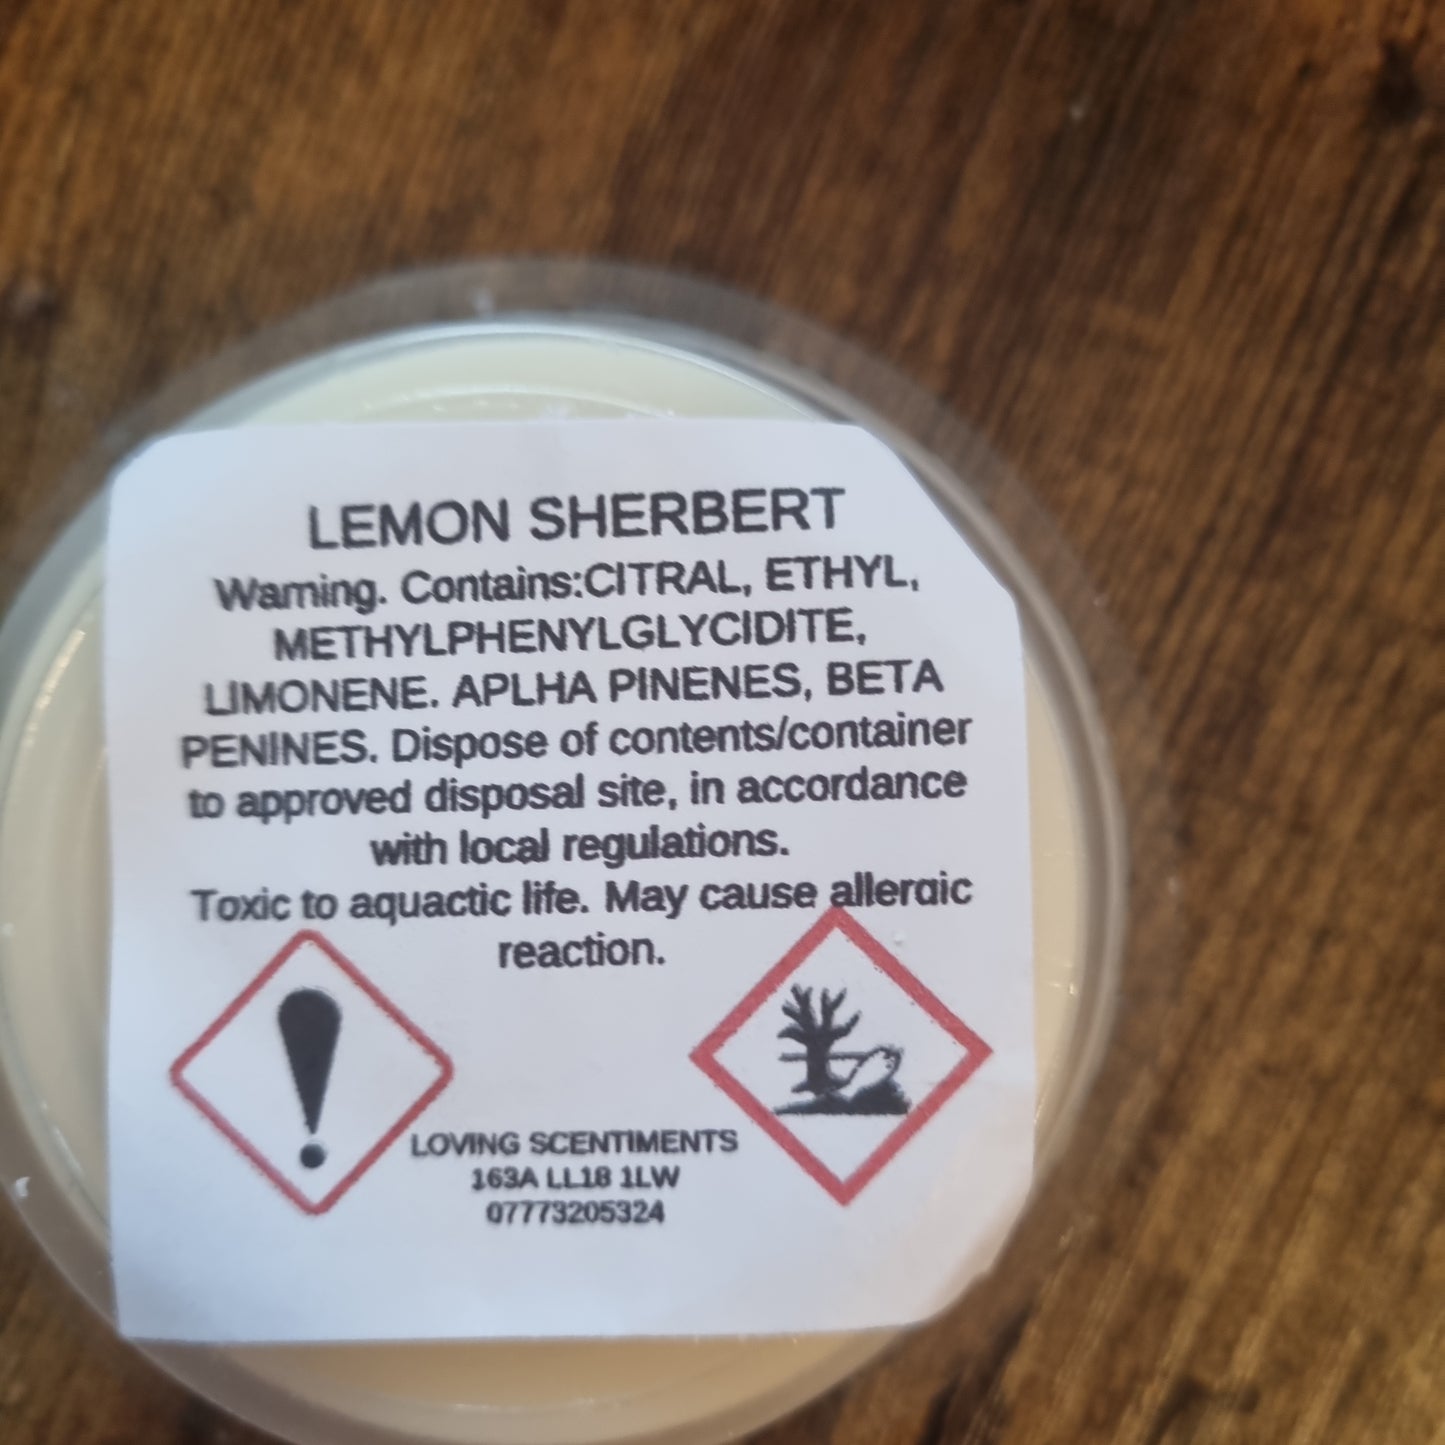 LEMON SHERBERT
Warning. Contains:CITRAL, ETHYL,
METHYLPHENYLGLYCIDITE,
LIMONENE. APLHA PINENES, BETA
PENINES. Dispose of contents/container
to approved disposal site, in accordance
with local regulations.
Toxic to aquactic life. May cause allergic
reaction.
LOVING SCENTIMENTS
163A LL18 1LW
07773205324